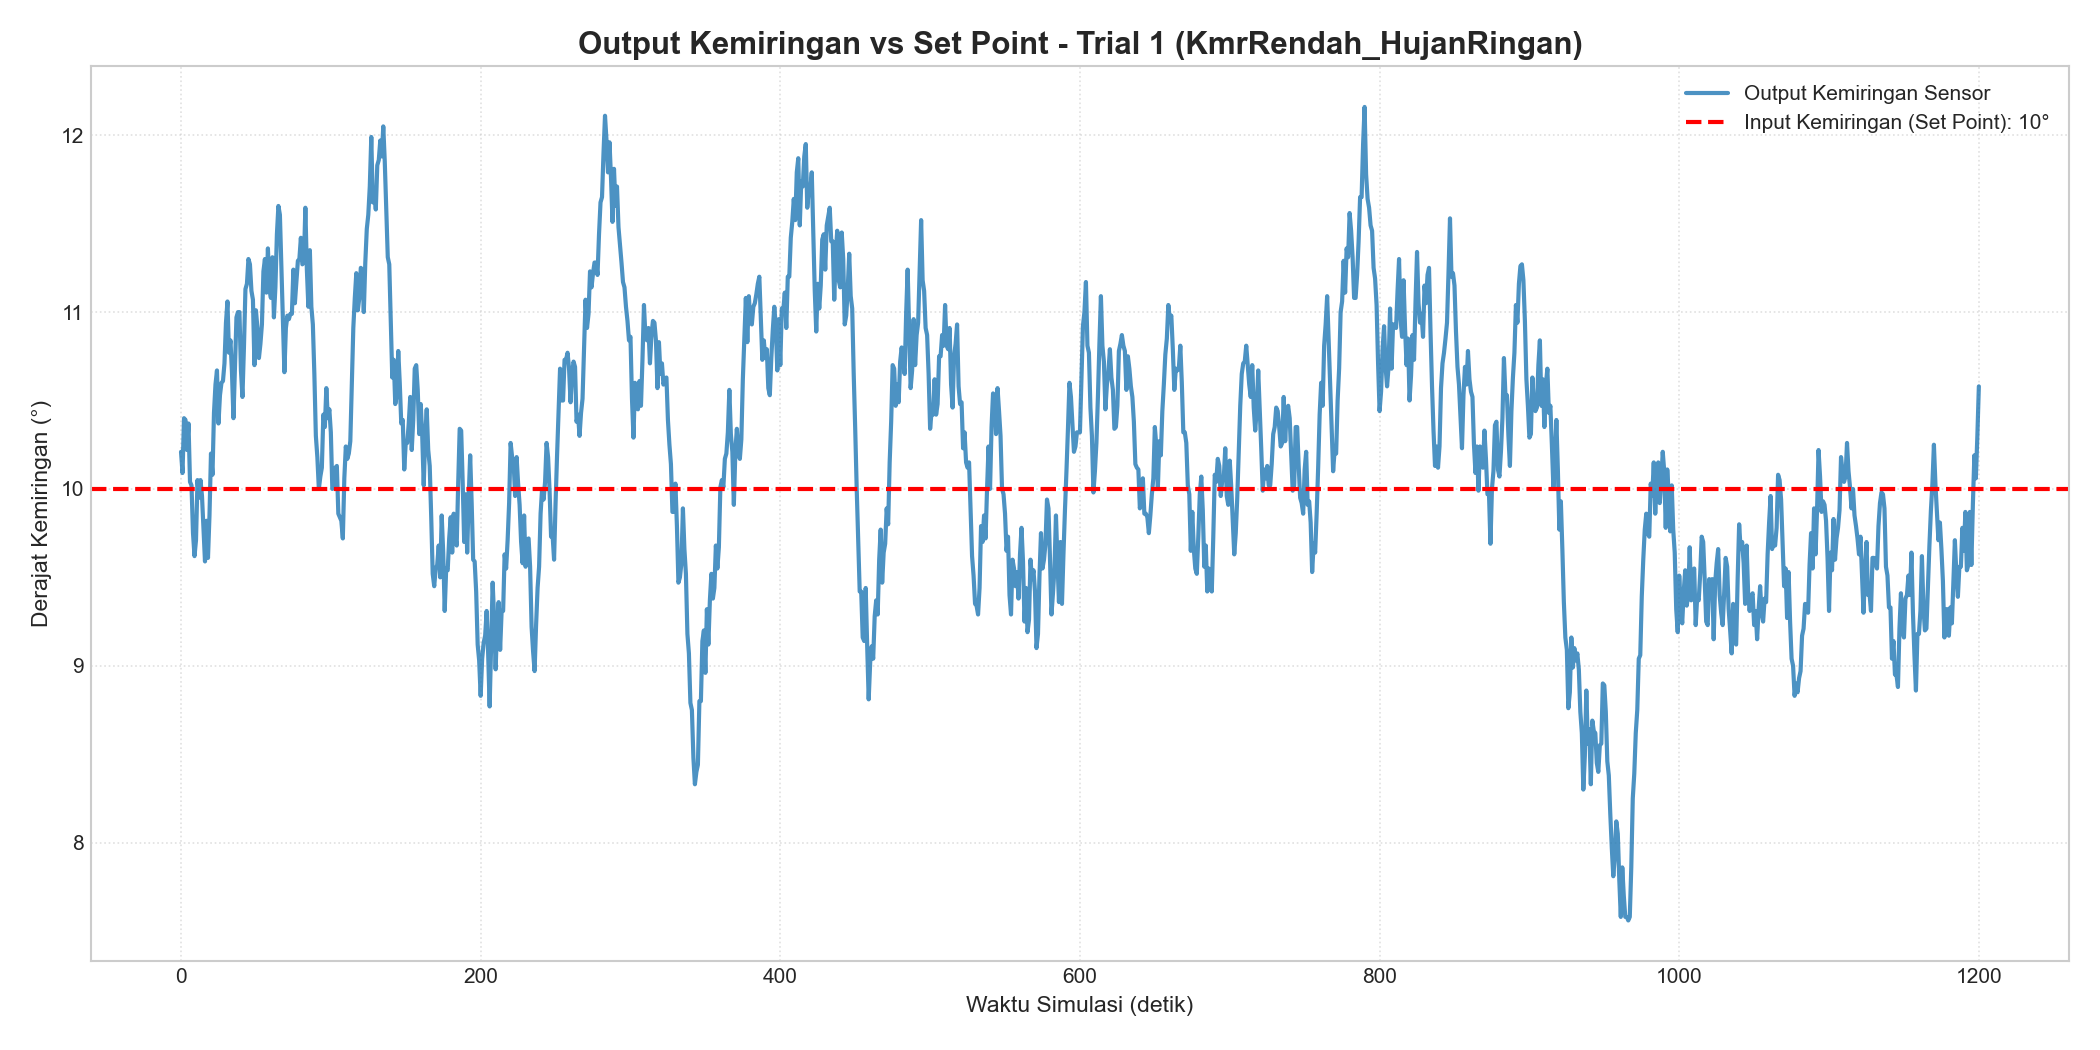 Output Kemiringan vs Set Point - Trial 1 (KmrRendah_HujanRingan)
Output Kemiringan Sensor
Input Kemiringan (Set Point): 10°
Derajat Kemiringan (°)
12
11
10
9
8
0 200 400 600 800 1000 1200
Waktu Simulasi (detik)